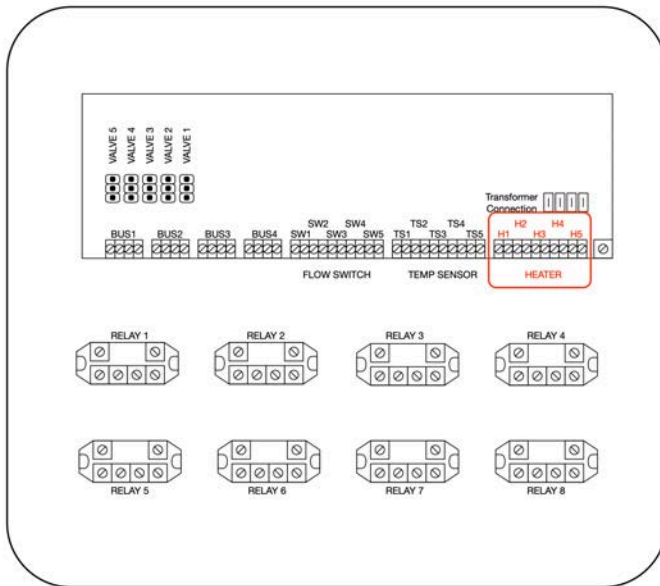 VALVE 5
VALVE 4
VALVE 3
VALVE 2
VALVE 1
Transformer
Connection
SW2 SW4 TS2 TS4 H2 H4
BUS1 BUS2 BUS3 BUS4 SW1 SW3 SW5 TS1 TS3 TS5 H1 H3 H5
FLOW SWITCH TEMP SENSOR HEATER
RELAY 1 RELAY 2 RELAY 3 RELAY 4
RELAY 5 RELAY 6 RELAY 7 RELAY 8